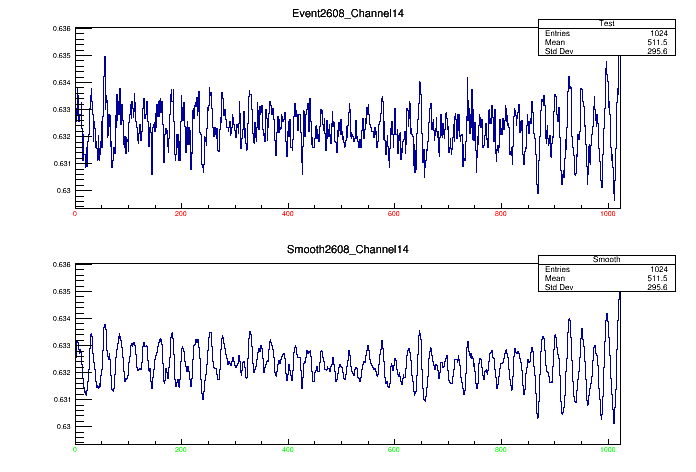 Event2608_Channel14
Test
Entries 1024
Mean 511.5
Std Dev 295.6
0.636
0.635
0.634
0.633
0.632
0.631
0.63
0 200 400 600 800 1000
Smooth2608_Channel14
Smooth
Entries 1024
Mean 511.5
Std Dev 295.6
0.636
0.635
0.634
0.633
0.632
0.631
0.63
0 200 400 600 800 1000